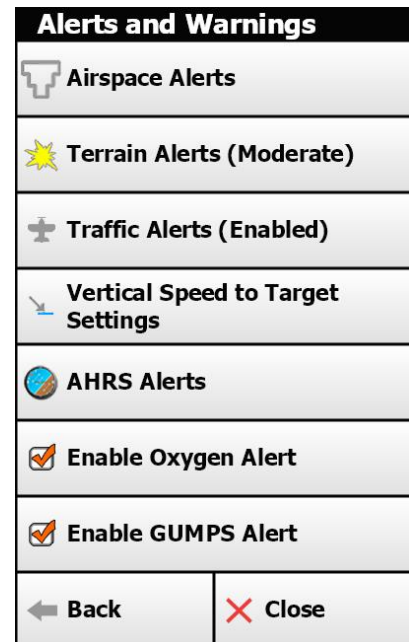 Alerts and Warnings
Airspace Alerts
Terrain Alerts (Moderate)
Traffic Alerts (Enabled)
Vertical Speed to Target
Settings
AHRS Alerts
Enable Oxygen Alert
Enable GUMPS Alert
Back
Close